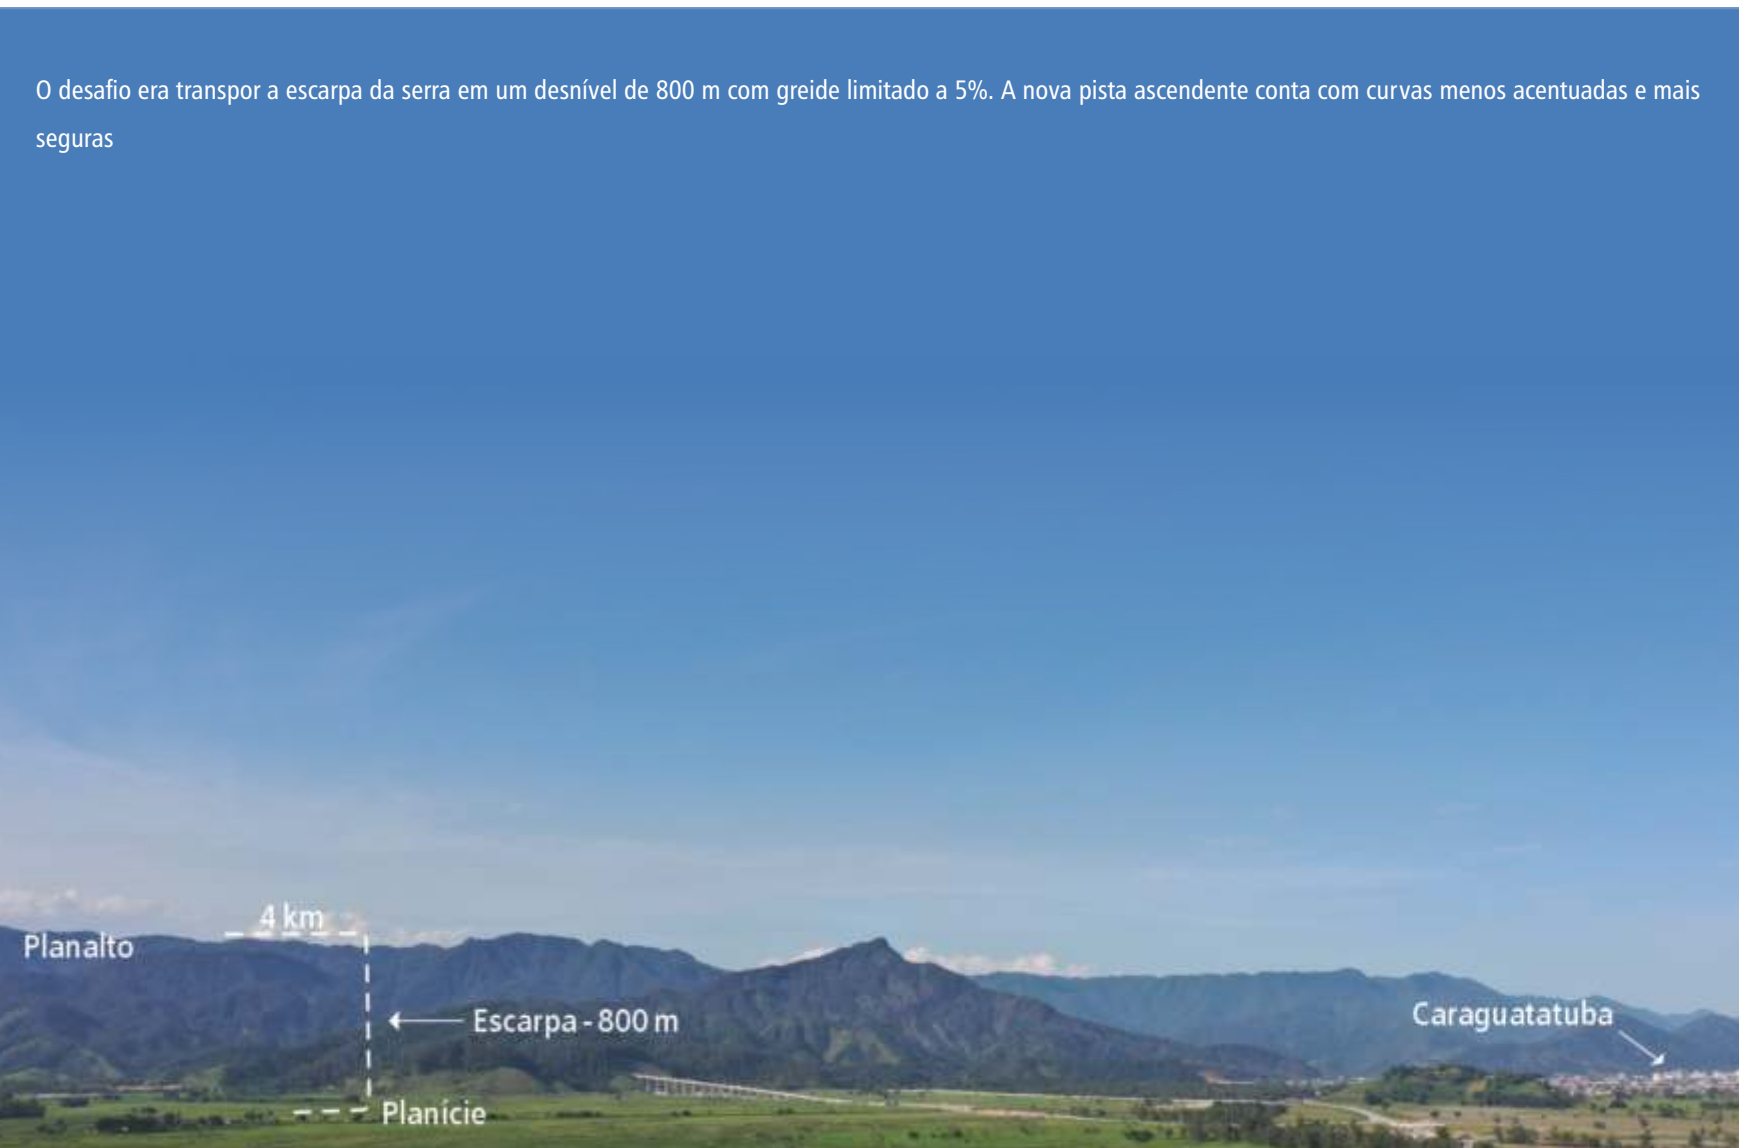 O desafio era transpor a escarpa da serra em um desnível de 800 m com greide limitado a 5%. A nova pista ascendente conta com curvas menos acentuadas e mais
seguras
4 km
Planalto
Escarpa - 800 m
Caraguatatuba
Planície